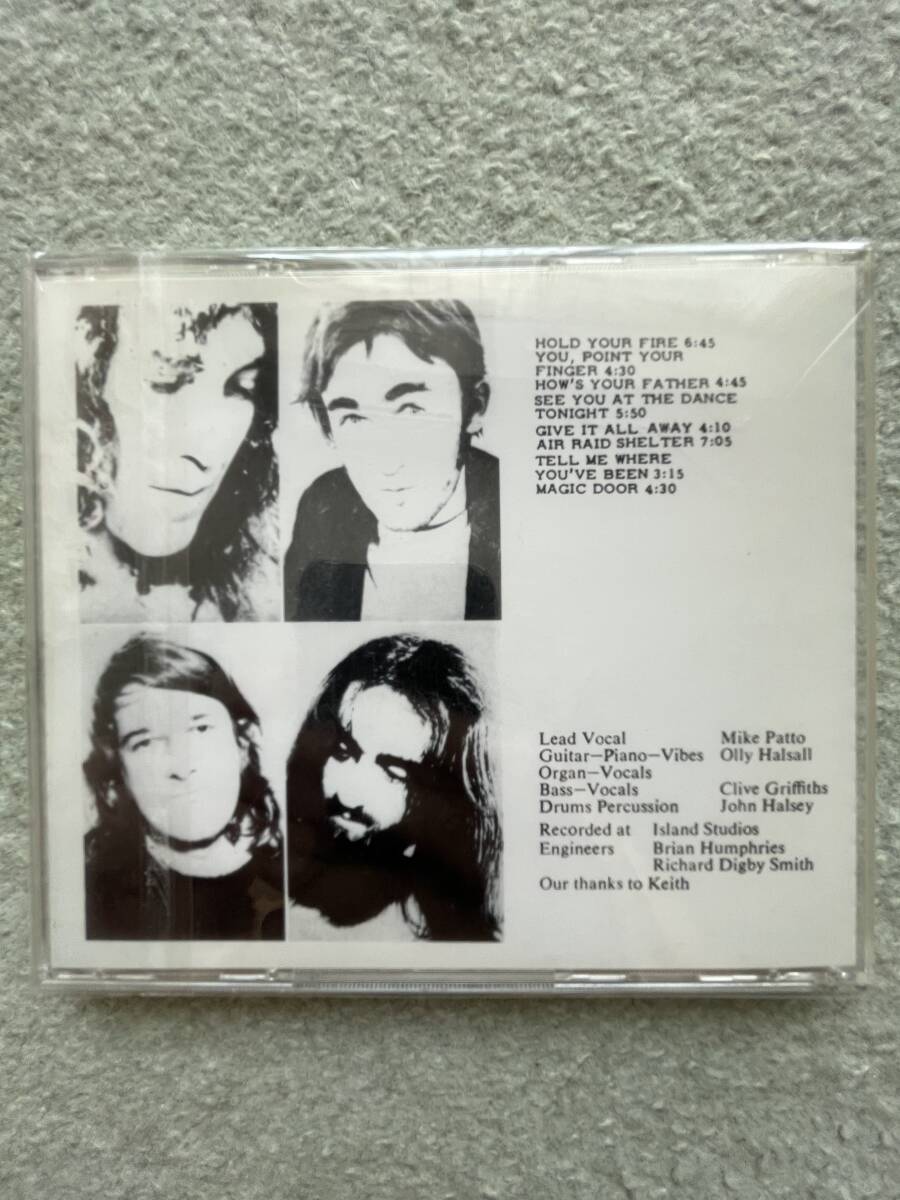 HOLD YOUR FIRE 6:45
YOU, POINT YOUR
FINGER 4:30
HOW'S YOUR FATHER 4:45
SEE YOU AT THE DANCE
TONIGHT 5:50
GIVE IT ALL AWAY 4:10
AIR RAID SHELTER 7:05
TELL ME WHERE
YOU'VE BEEN 3:15
MAGIC DOOR 4:30
Lead Vocal Mike Patto
Guitar—Piano—Vibes Olly Halsall
Organ—Vocals
Bass—Vocals Clive Griffiths
Drums Percussion John Halsey
Recorded at Island Studios
Engineers Brian Humphries
Richard Digby Smith
Our thanks to Keith